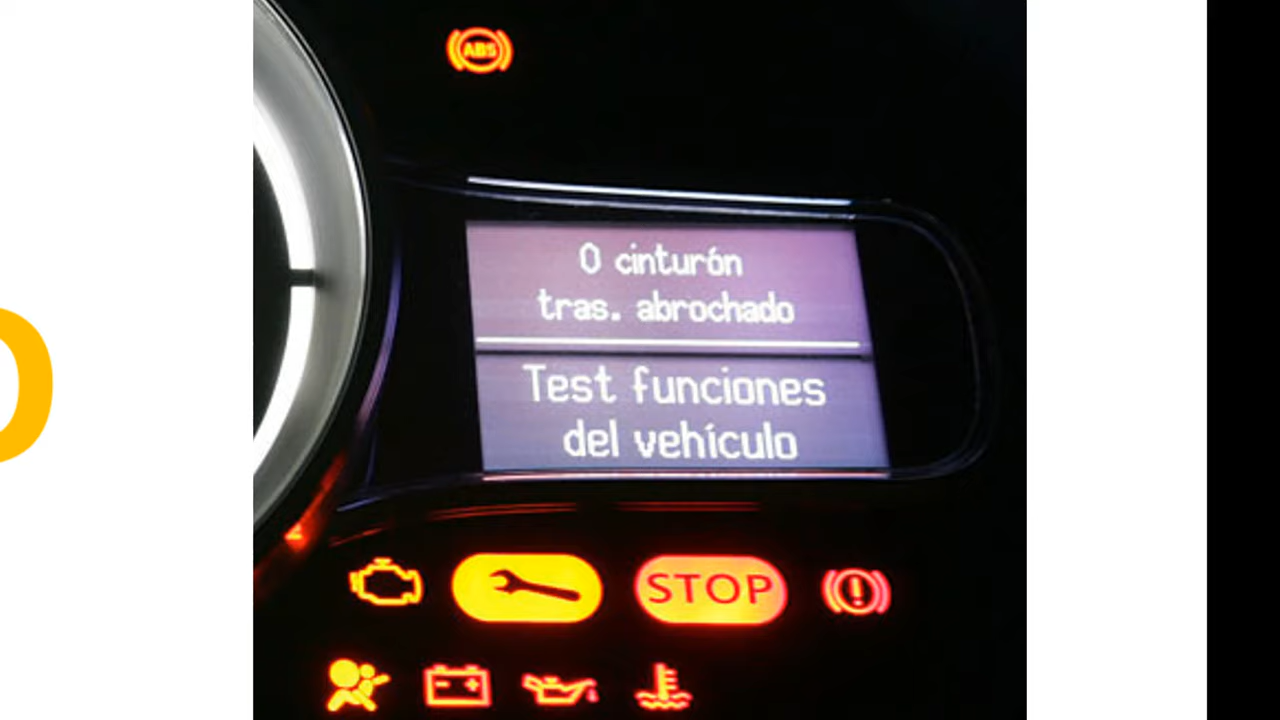 ABS
0 cinturón
tras. abrochado
Test funciones
del vehículo
STOP